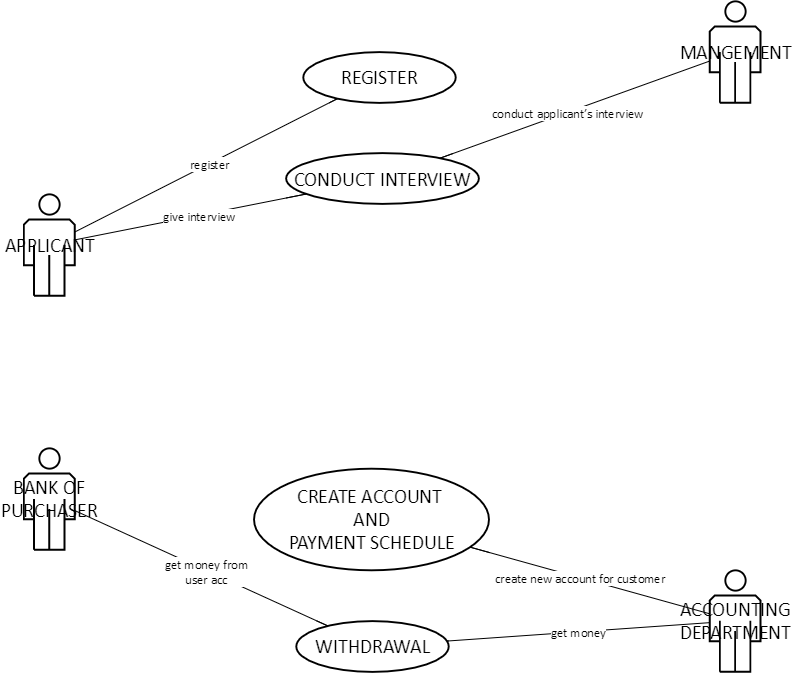 MANGEMENT
REGISTER
conduct applicant's interview
register
CONDUCT INTERVIEW
give interview
APPLICANT
BANK OF
PURCHASER
CREATE ACCOUNT
AND
PAYMENT SCHEDULE
get money from
user acc
create new account for customer
ACCOUNTING
DEPARTMENT
get money
WITHDRAWAL